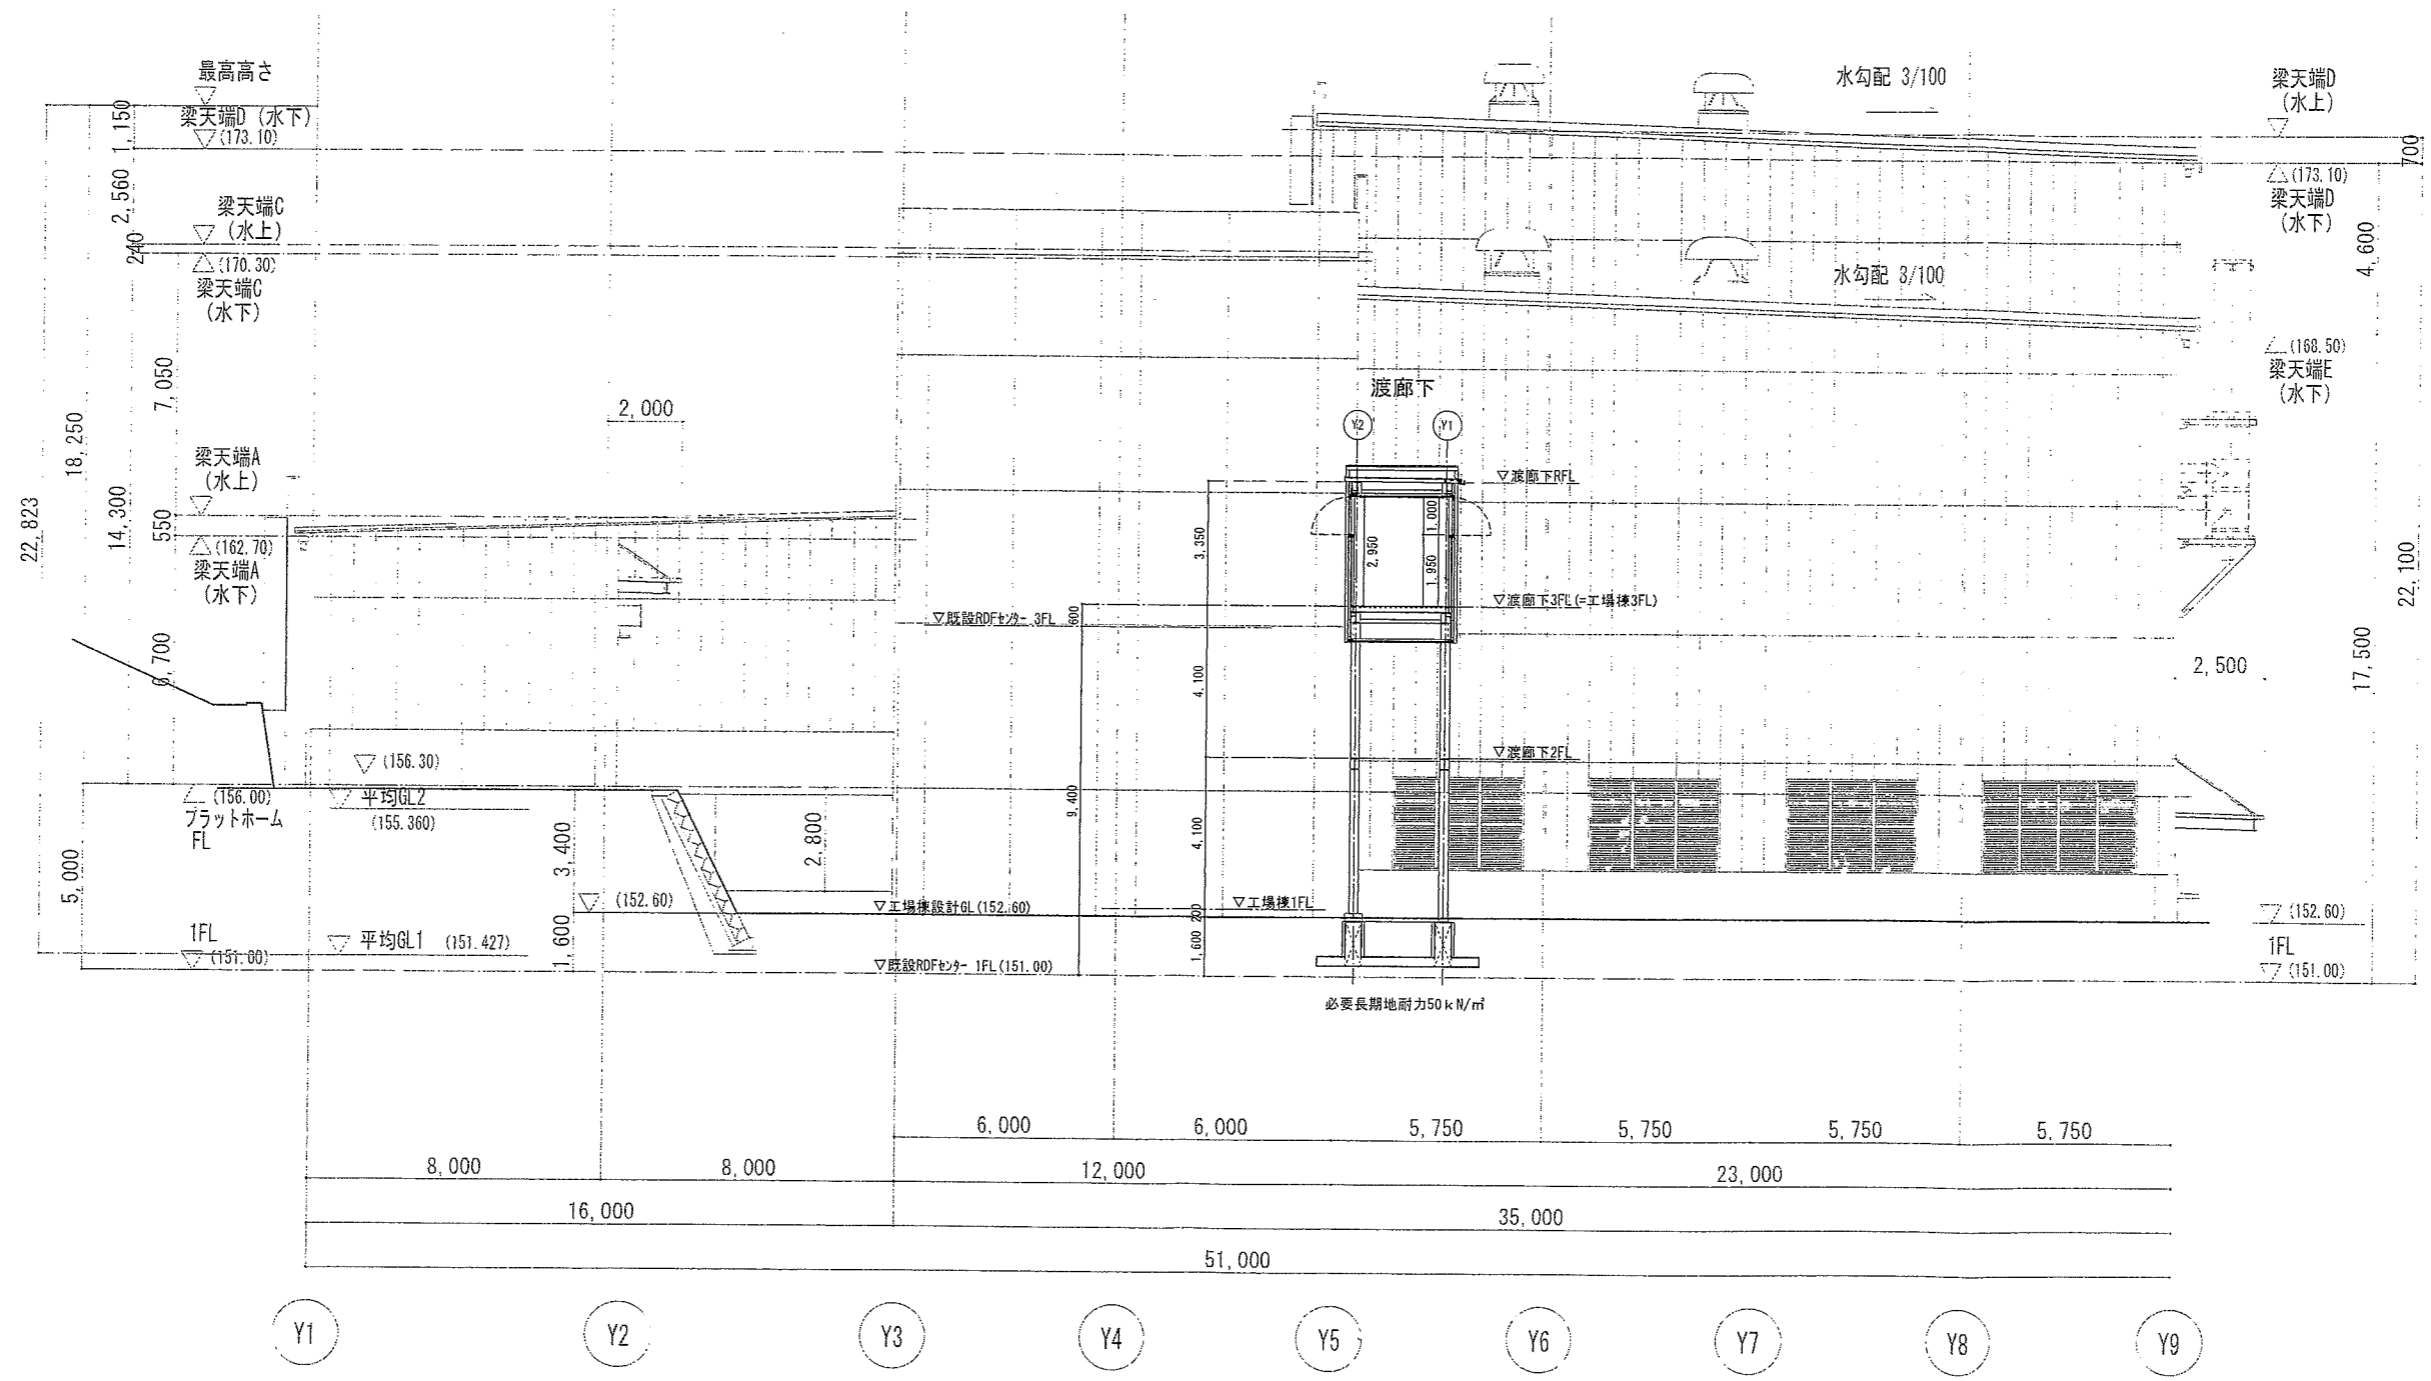 最高高さ
梁天端D (水下)
(173.10)
1,150
2,560
梁天端C
(水上)
240
(170.30)
梁天端C
(水下)
7,050
18,250
14,300
22,823
梁天端A
(水上)
550
(162.70)
梁天端A
(水下)
6,700
2,000
水勾配 3/100
水勾配 3/100
梁天端D
(水上)
700
(173.10)
梁天端D
(水下)
4,600
(168.50)
梁天端E
(水下)
22,100
17,500
2,500
渡廊下
Y2
Y1
▽渡廊下RFL
3,350
2,950
1,000
1,950
▽渡廊下3FL(=工場棟3FL)
▽既設RDFセンター 3FL
600
4,100
▽渡廊下2FL
9,400
4,100
(156.30)
(156.00)
プラットホーム
FL
平均GL2
(155.360)
3,400
2,800
5,000
(152.60)
▽工場棟設計GL(152.60)
▽工場棟1FL
200
1,600
1,600
(152.60)
1FL
(151.00)
平均GL1 (151.427)
▽既設RDFセンター 1FL(151.00)
1FL
(151.00)
必要長期地耐力50kN/㎡
6,000
6,000
5,750
5,750
5,750
5,750
8,000
8,000
12,000
23,000
16,000
35,000
51,000
Y1
Y2
Y3
Y4
Y5
Y6
Y7
Y8
Y9